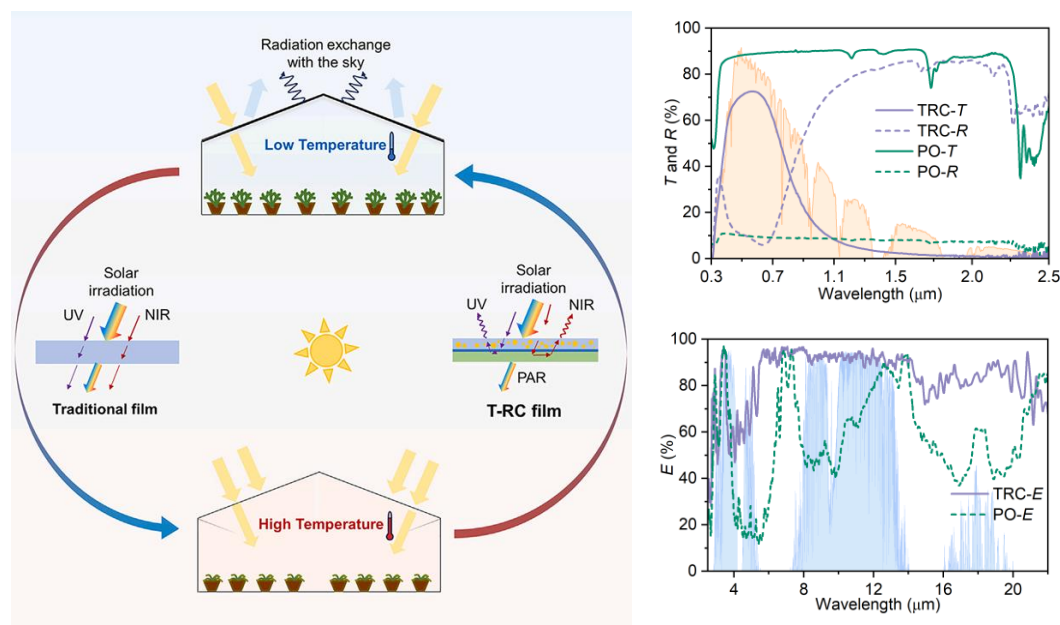 Radiation exchange
with the sky
Low Temperature
Solar
irradiation
UV
NIR
Traditional film
Solar
irradiation
UV
NIR
PAR
T-RC film
High Temperature
T and R (%)
100
80
60
40
20
0
TRC-T
TRC-R
PO-T
PO-R
0.3
0.7
1.1
1.5
2.0
2.5
Wavelength (μm)
E (%)
100
80
60
40
20
0
TRC-E
PO-E
4
8
12
16
20
Wavelength (μm)